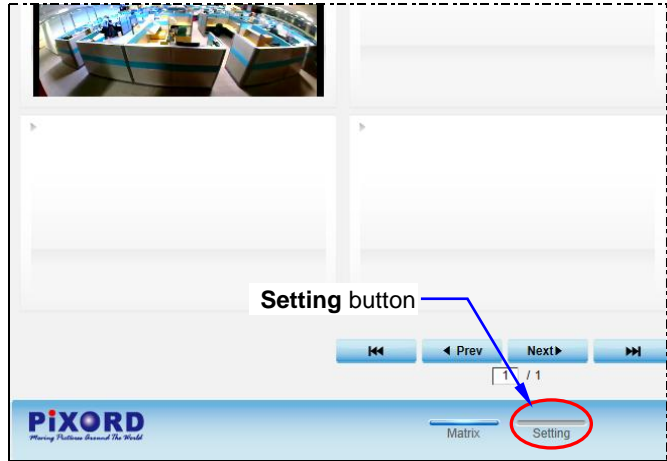 Setting button
Prev Next
1 / 1
PiXORD
Moving Pictures Around The World
Matrix Setting